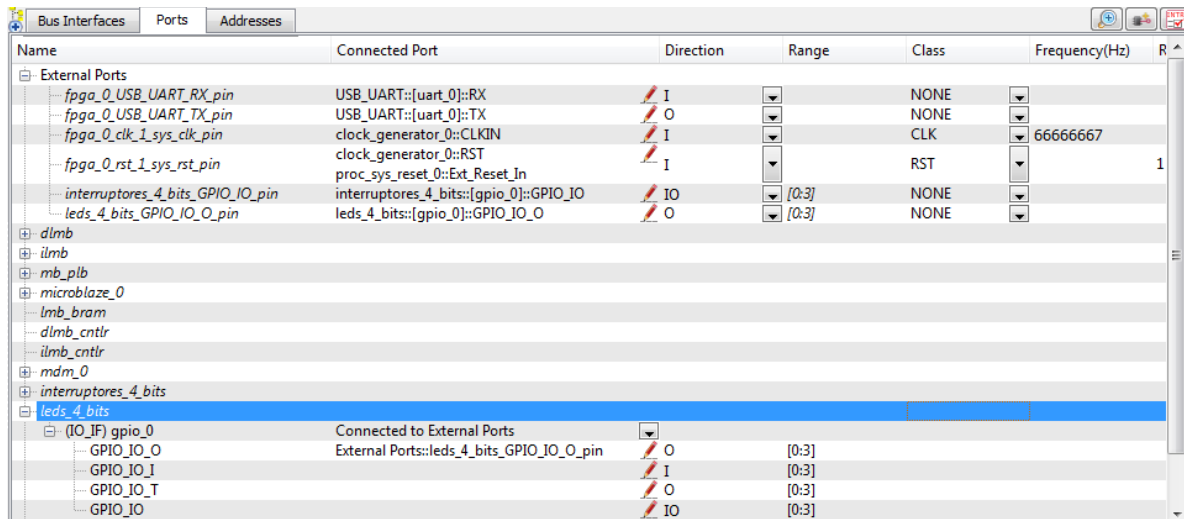 Bus Interfaces Ports Addresses
Name Connected Port Direction Range Class Frequency(Hz) R
External Ports
fpga_0_USB_UART_RX_pin USB_UART::[uart_0]::RX I NONE
fpga_0_USB_UART_TX_pin USB_UART::[uart_0]::TX O NONE
fpga_0_clk_1_sys_clk_pin clock_generator_0::CLKIN I CLK 66666667
fpga_0_rst_1_sys_rst_pin clock_generator_0::RST I RST 1
proc_sys_reset_0::Ext_Reset_In
interruptores_4_bits_GPIO_IO_pin interruptores_4_bits::[gpio_0]::GPIO_IO IO [0:3] NONE
leds_4_bits_GPIO_IO_O_pin leds_4_bits::[gpio_0]::GPIO_IO_O O [0:3] NONE
dlmb
ilmb
mb_plb
microblaze_0
lmb_bram
dlmb_cntlr
ilmb_cntlr
mdm_0
interruptores_4_bits
leds_4_bits
(IO_IF) gpio_0 Connected to External Ports
GPIO_IO_O External Ports::leds_4_bits_GPIO_IO_O_pin O [0:3]
GPIO_IO_I I [0:3]
GPIO_IO_T O [0:3]
GPIO_IO IO [0:3]